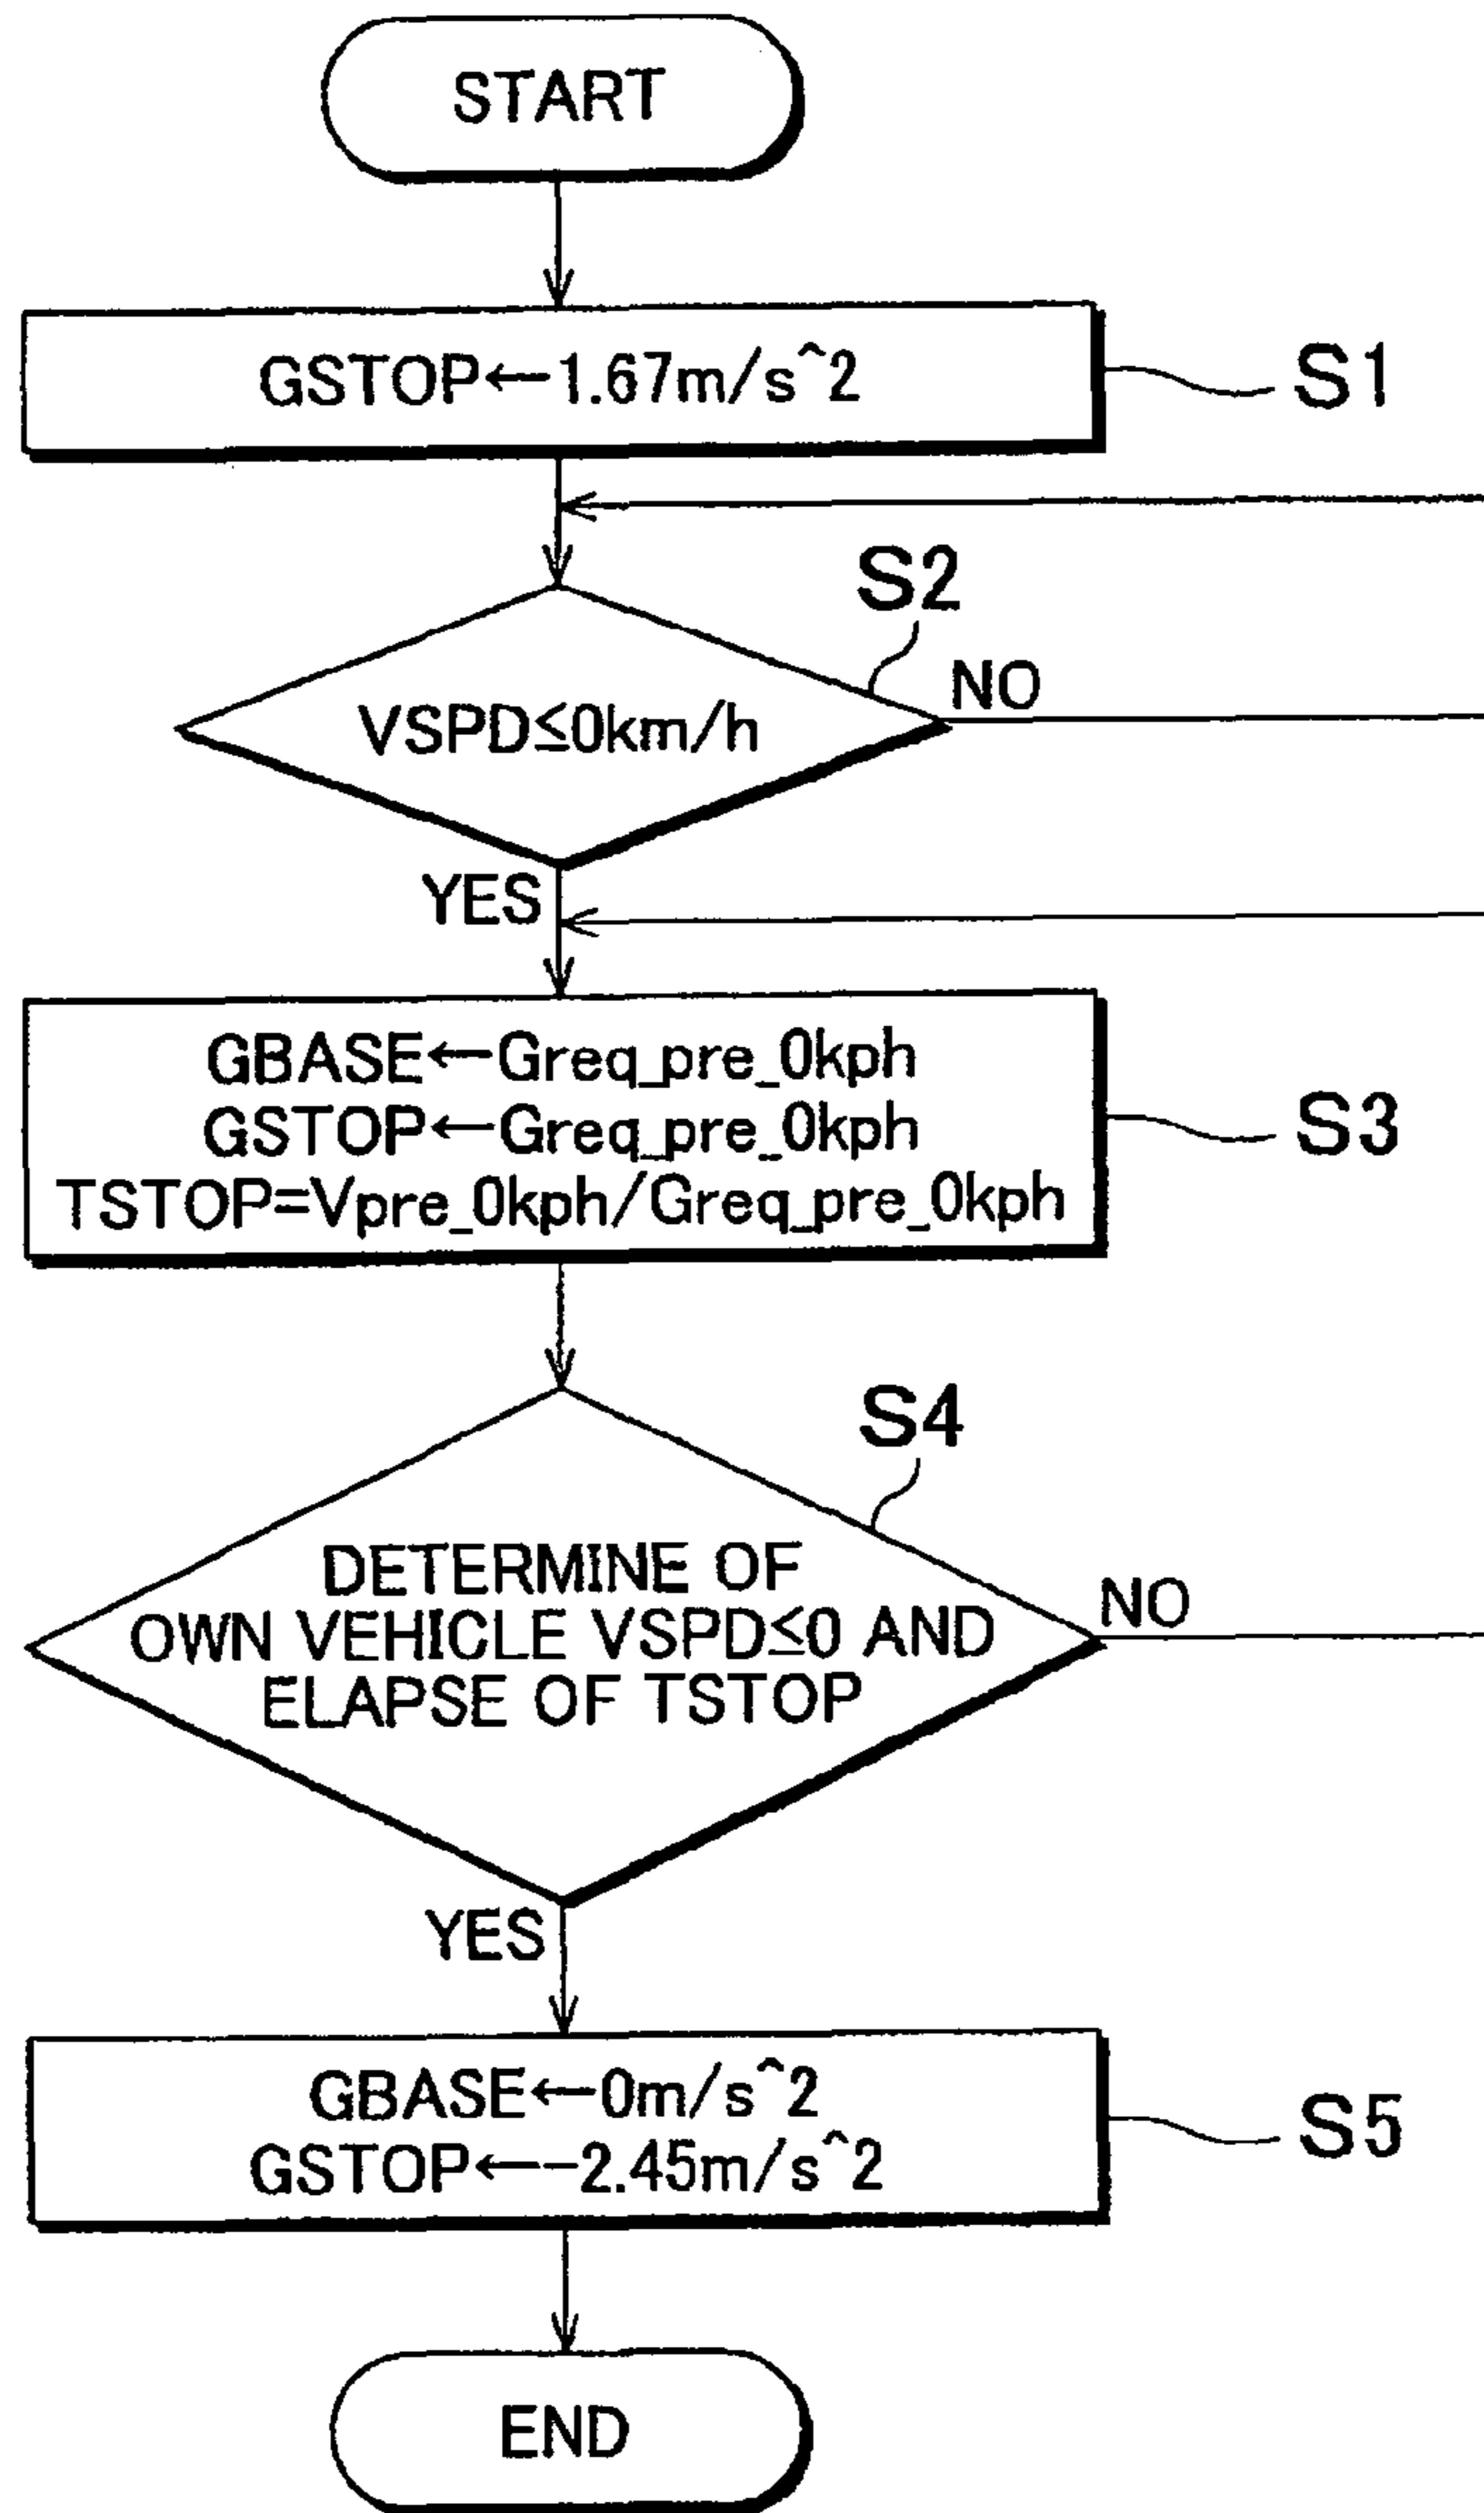 START
GSTOP←1.67m/s^2
S1
S2
NO
VSPD≤0km/h
YES
GBASE←Greq_pre_0kph
GSTOP←Greq_pre_0kph
TSTOP=Vpre_0kph/Greq_pre_0kph
S3
S4
DETERMINE OF
OWN VEHICLE VSPD≤0 AND
ELAPSE OF TSTOP
NO
YES
GBASE←0m/s^2
GSTOP←-2.45m/s^2
S5
END